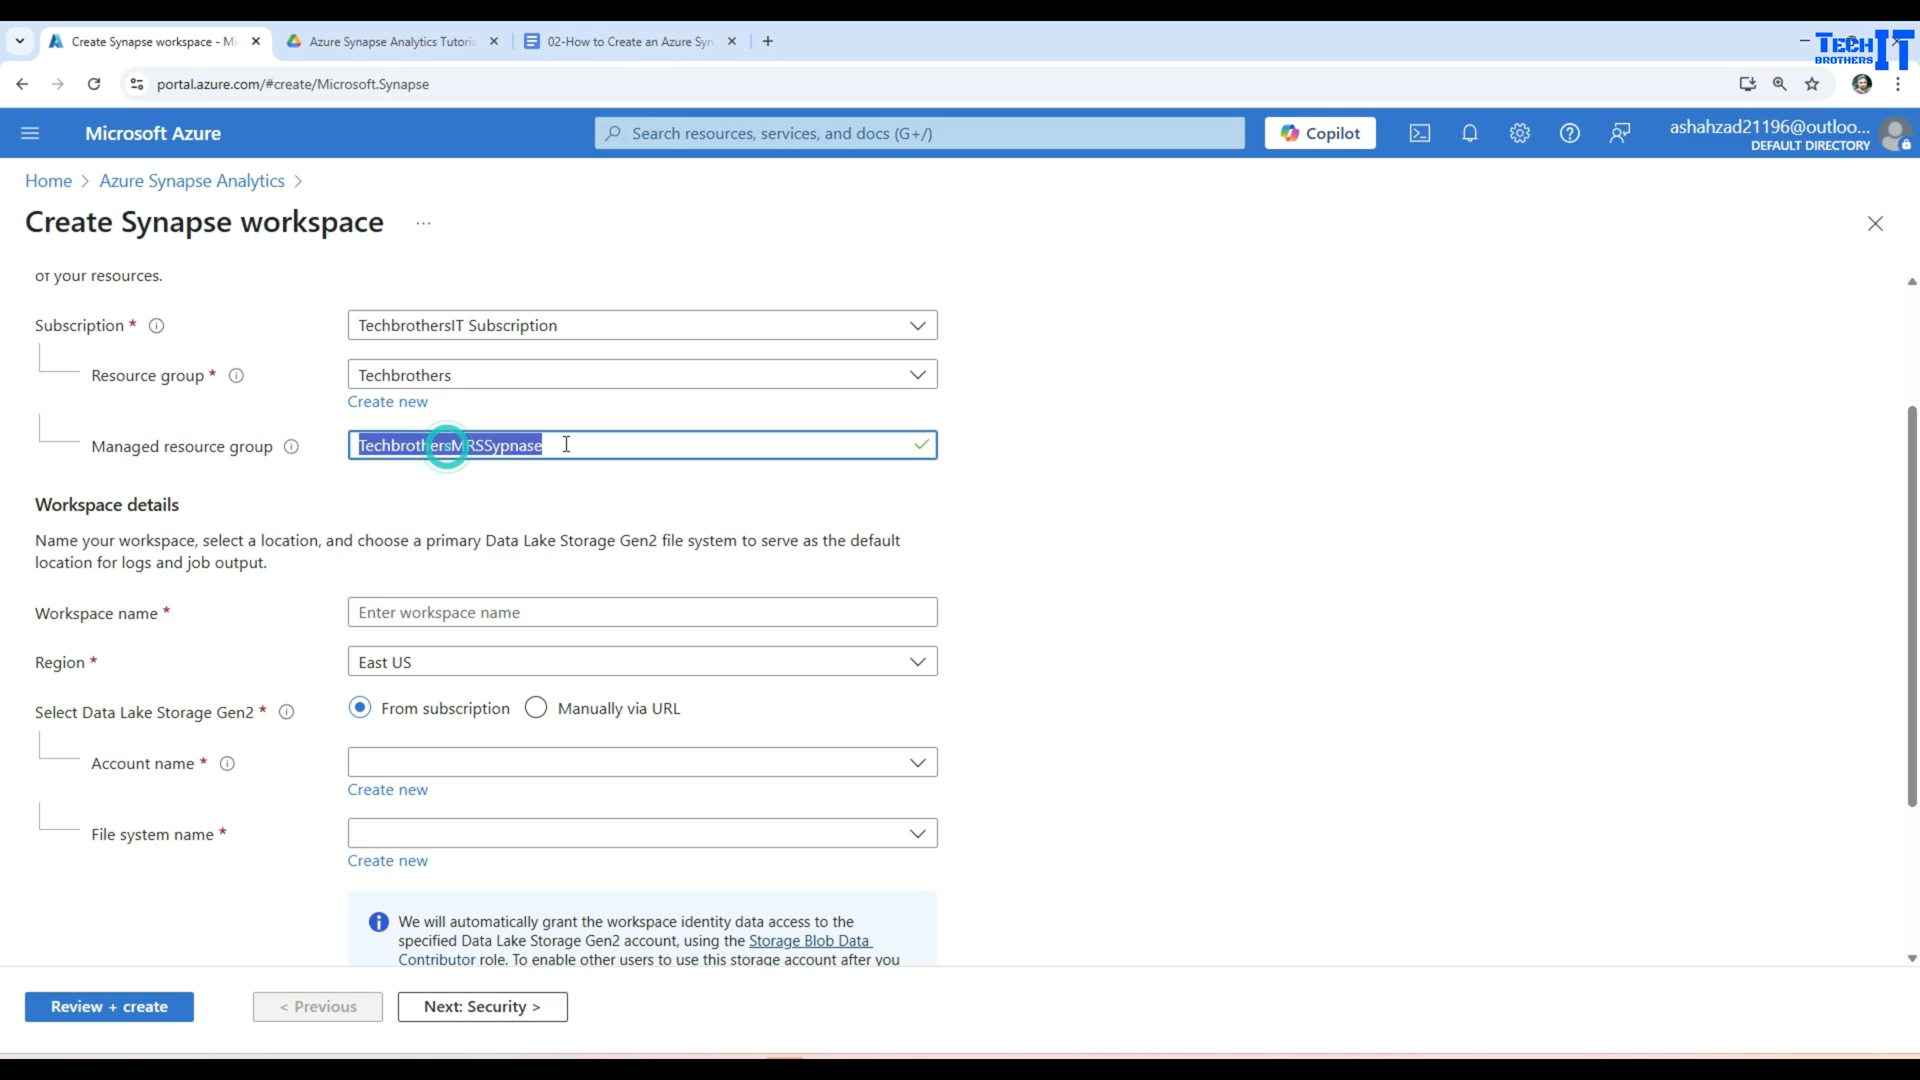 Create Synapse workspace - Mi
Azure Synapse Analytics Tutoria
02-How to Create an Azure Syn
TECH IT
BROTHERS
portal.azure.com/#create/Microsoft.Synapse
Microsoft Azure
Search resources, services, and docs (G+/)
Copilot
ashahzad21196@outloo...
DEFAULT DIRECTORY
Home > Azure Synapse Analytics >
Create Synapse workspace ...
of your resources.
Subscription *
TechbrothersIT Subscription
Resource group *
Techbrothers
Create new
Managed resource group
TechbrothersMRSSypnase
Workspace details
Name your workspace, select a location, and choose a primary Data Lake Storage Gen2 file system to serve as the default
location for logs and job output.
Workspace name *
Enter workspace name
Region *
East US
Select Data Lake Storage Gen2 *
From subscription
Manually via URL
Account name *
Create new
File system name *
Create new
We will automatically grant the workspace identity data access to the
specified Data Lake Storage Gen2 account, using the Storage Blob Data
Contributor role. To enable other users to use this storage account after you
Review + create
< Previous
Next: Security >